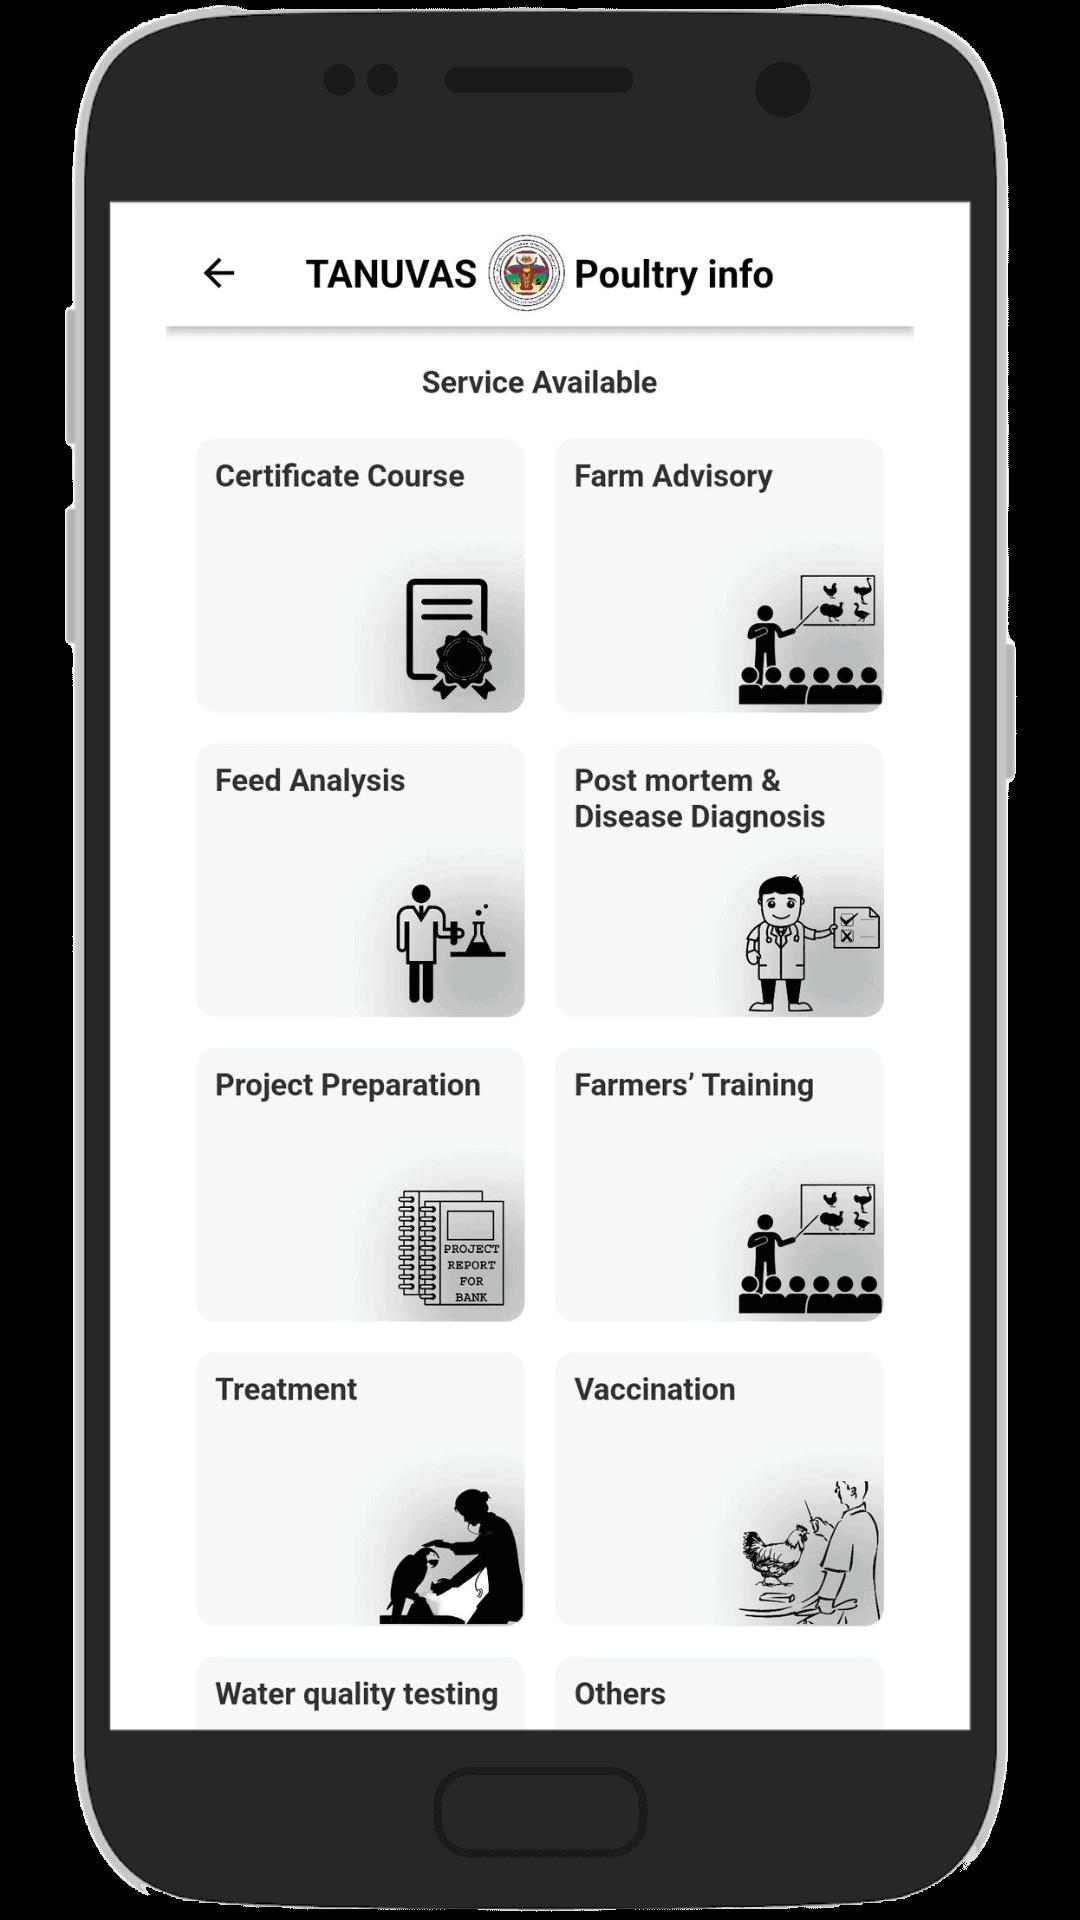 TANUVAS Poultry info
Service Available
Certificate Course
Farm Advisory
Feed Analysis
Post mortem &
Disease Diagnosis
Project Preparation
PROJECT
REPORT
FOR
BANK
Farmers’ Training
Treatment
Vaccination
Water quality testing
Others